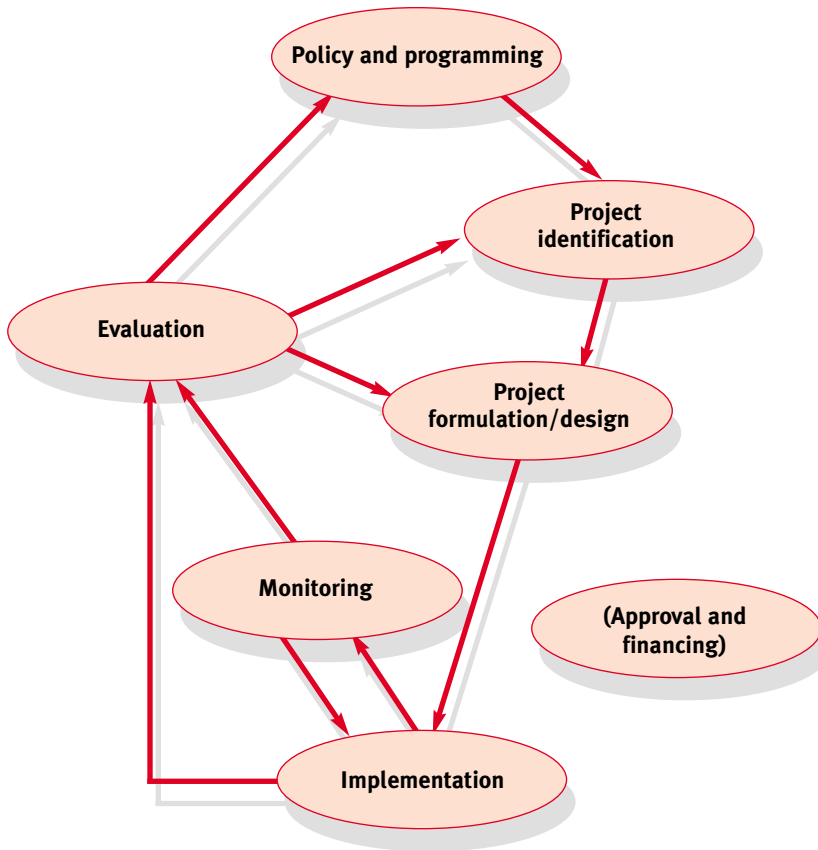 Policy and programming
Project
identification
Evaluation
Project
formulation/design
Monitoring
(Approval and
financing)
Implementation